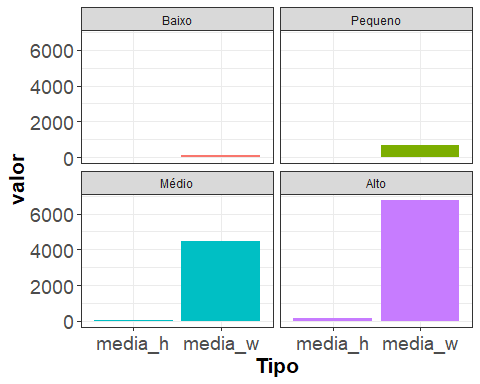 Baixo
Pequeno
6000
4000
2000
0
valor
Médio
Alto
6000
4000
2000
0
media_h
media_w
media_h
media_w
Tipo